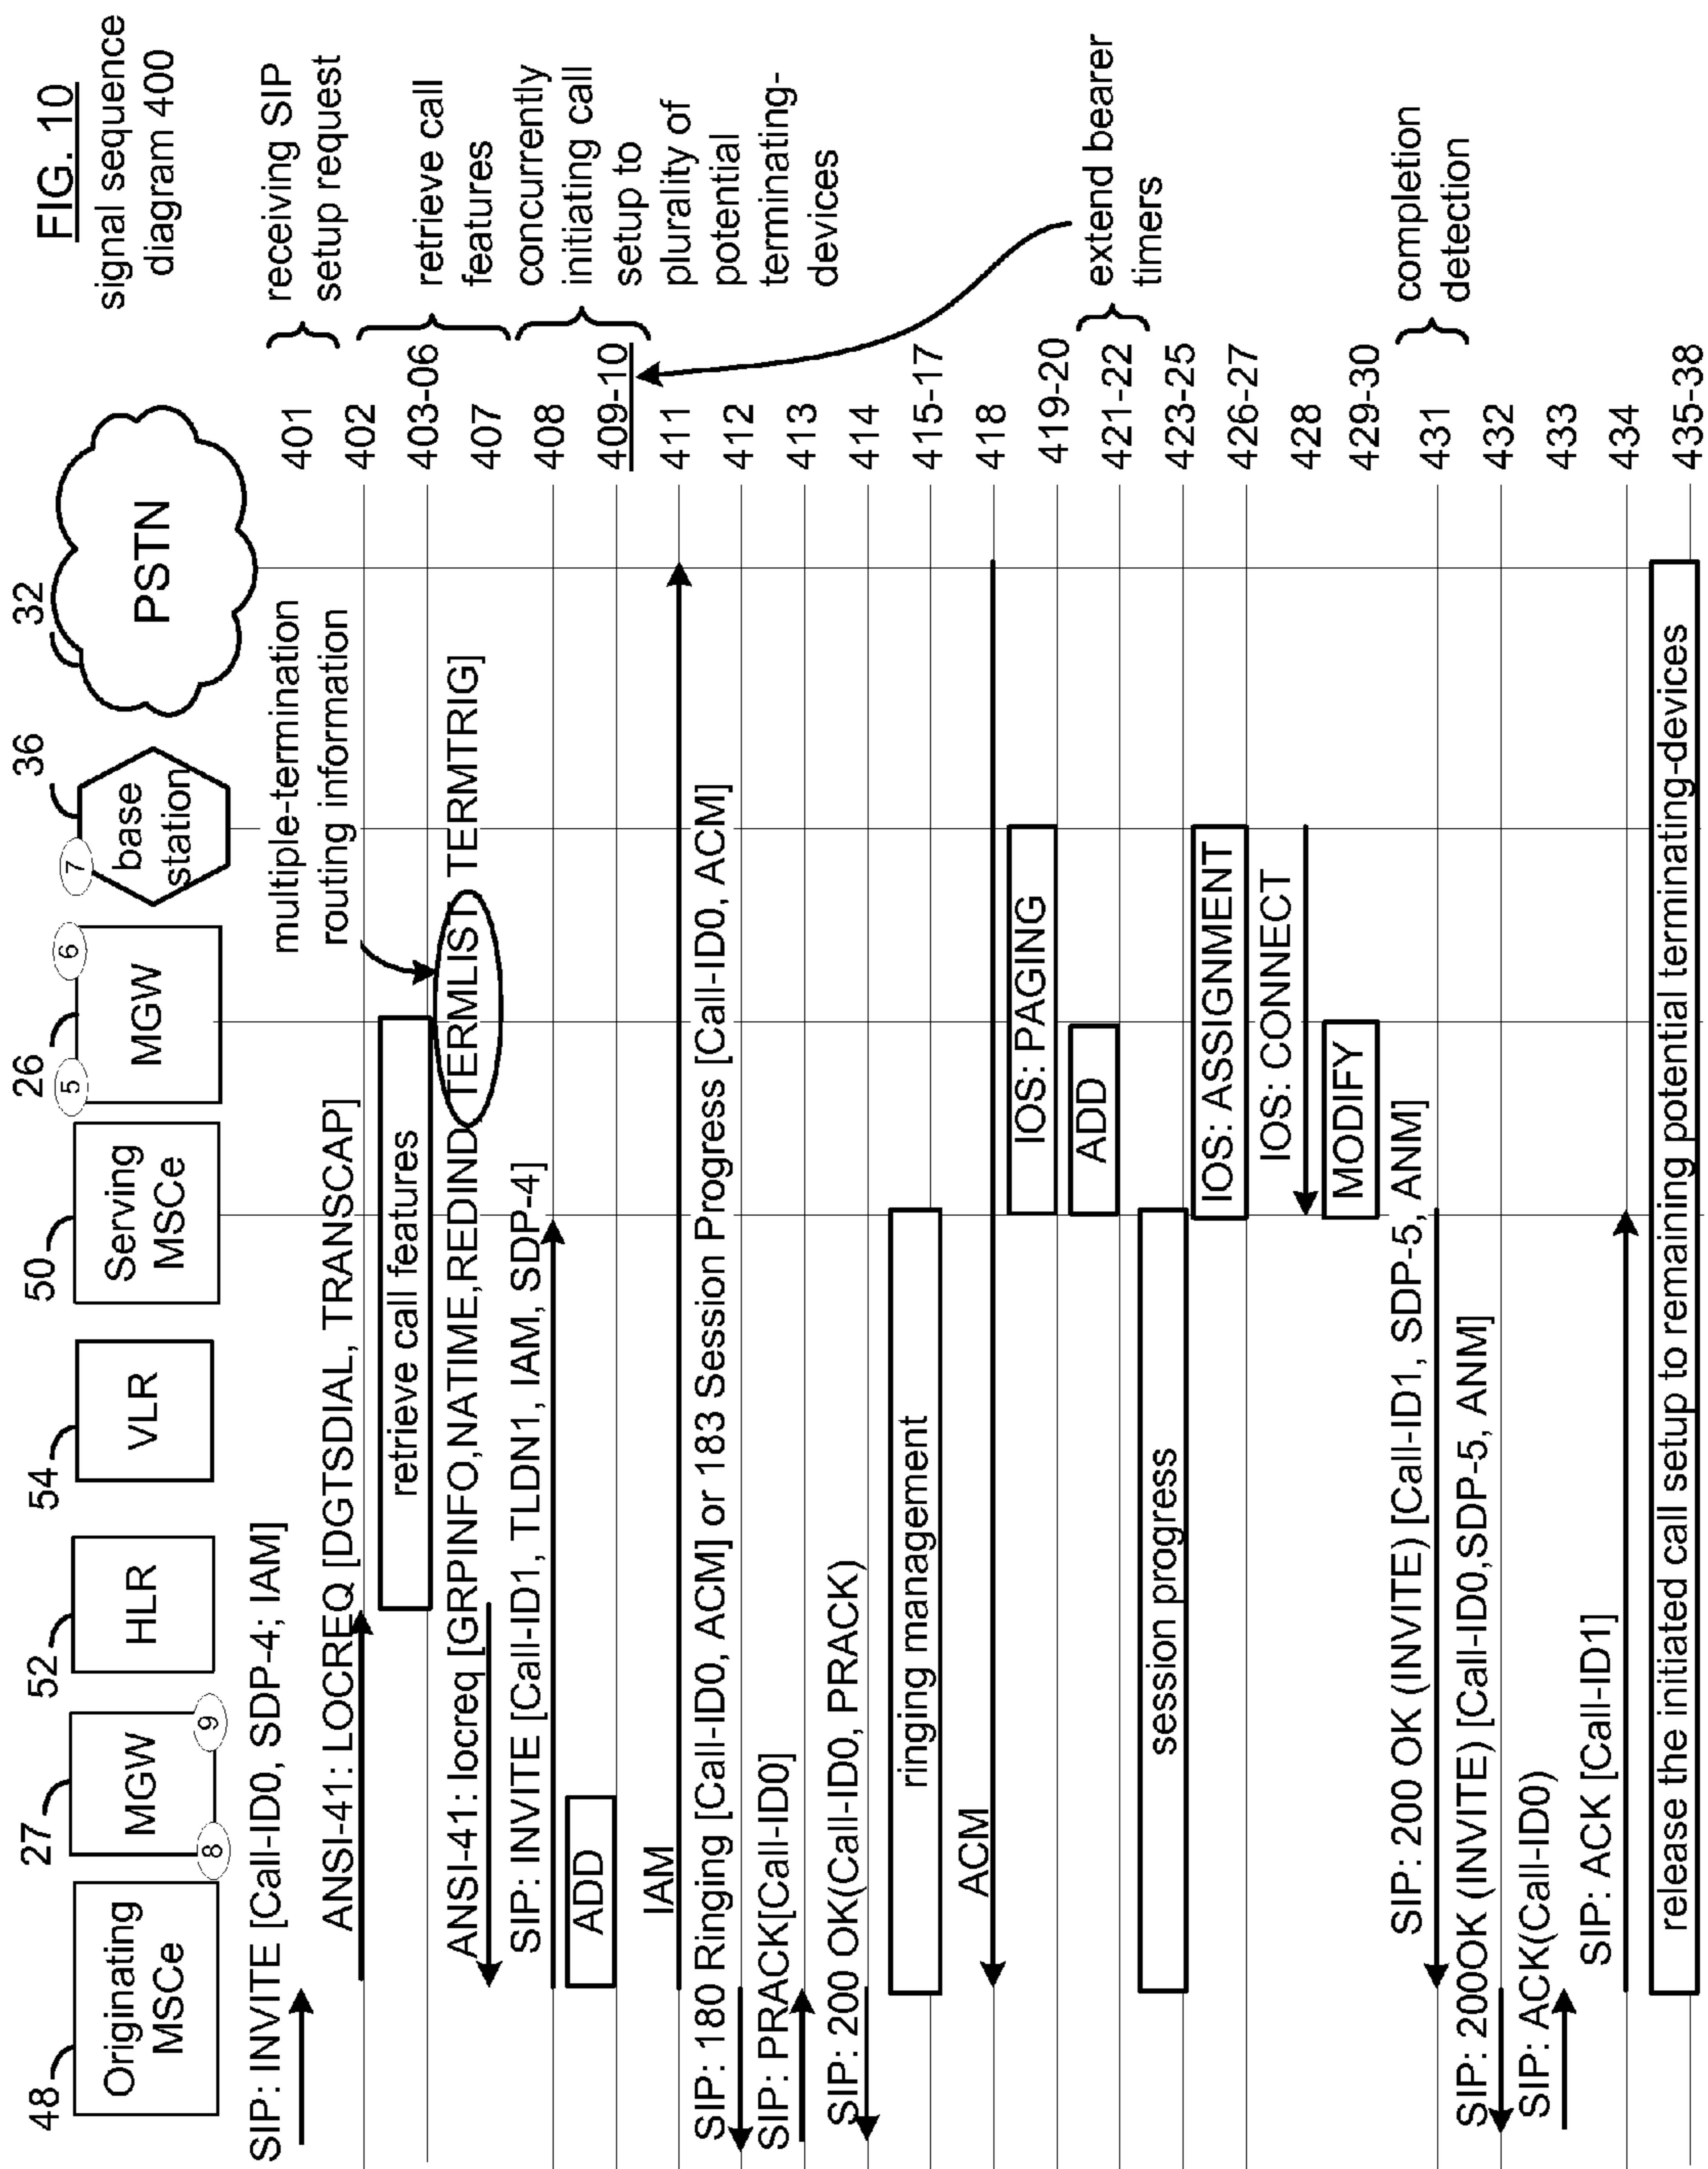 FIG. 10
signal sequence
diagram 400
48
Originating
MSCe
27
MGW
8
9
52
HLR
54
VLR
50
Serving
MSCe
26
MGW
5
6
36
base
station
7
32
PSTN
SIP: INVITE [Call-ID0, SDP-4; IAM]
401
receiving SIP
setup request
multiple-termination
routing information
ANSI-41: LOCREQ [DGTSDIAL, TRANSCAP]
402
retrieve call features
403-06
retrieve call
features
ANSI-41: locreq [GRPINFO,NATIME,REDIND TERMLIST TERMTRIG]
407
SIP: INVITE [Call-ID1, TLDN1, IAM, SDP-4]
408
concurrently
initiating call
setup to
plurality of
potential
terminating-
devices
ADD
409-10
IAM
411
SIP: 180 Ringing [Call-ID0, ACM] or 183 Session Progress [Call-ID0, ACM]
412
SIP: PRACK[Call-ID0]
413
SIP: 200 OK(Call-ID0, PRACK)
414
ringing management
415-17
ACM
418
IOS: PAGING
419-20
ADD
421-22
extend bearer
timers
session progress
423-25
IOS: ASSIGNMENT
426-27
IOS: CONNECT
428
MODIFY
429-30
SIP: 200 OK (INVITE) [Call-ID1, SDP-5, ANM]
431
completion
detection
SIP: 200OK (INVITE) [Call-ID0,SDP-5, ANM]
432
SIP: ACK(Call-ID0)
433
SIP: ACK [Call-ID1]
434
release the initiated call setup to remaining potential terminating-devices
435-38